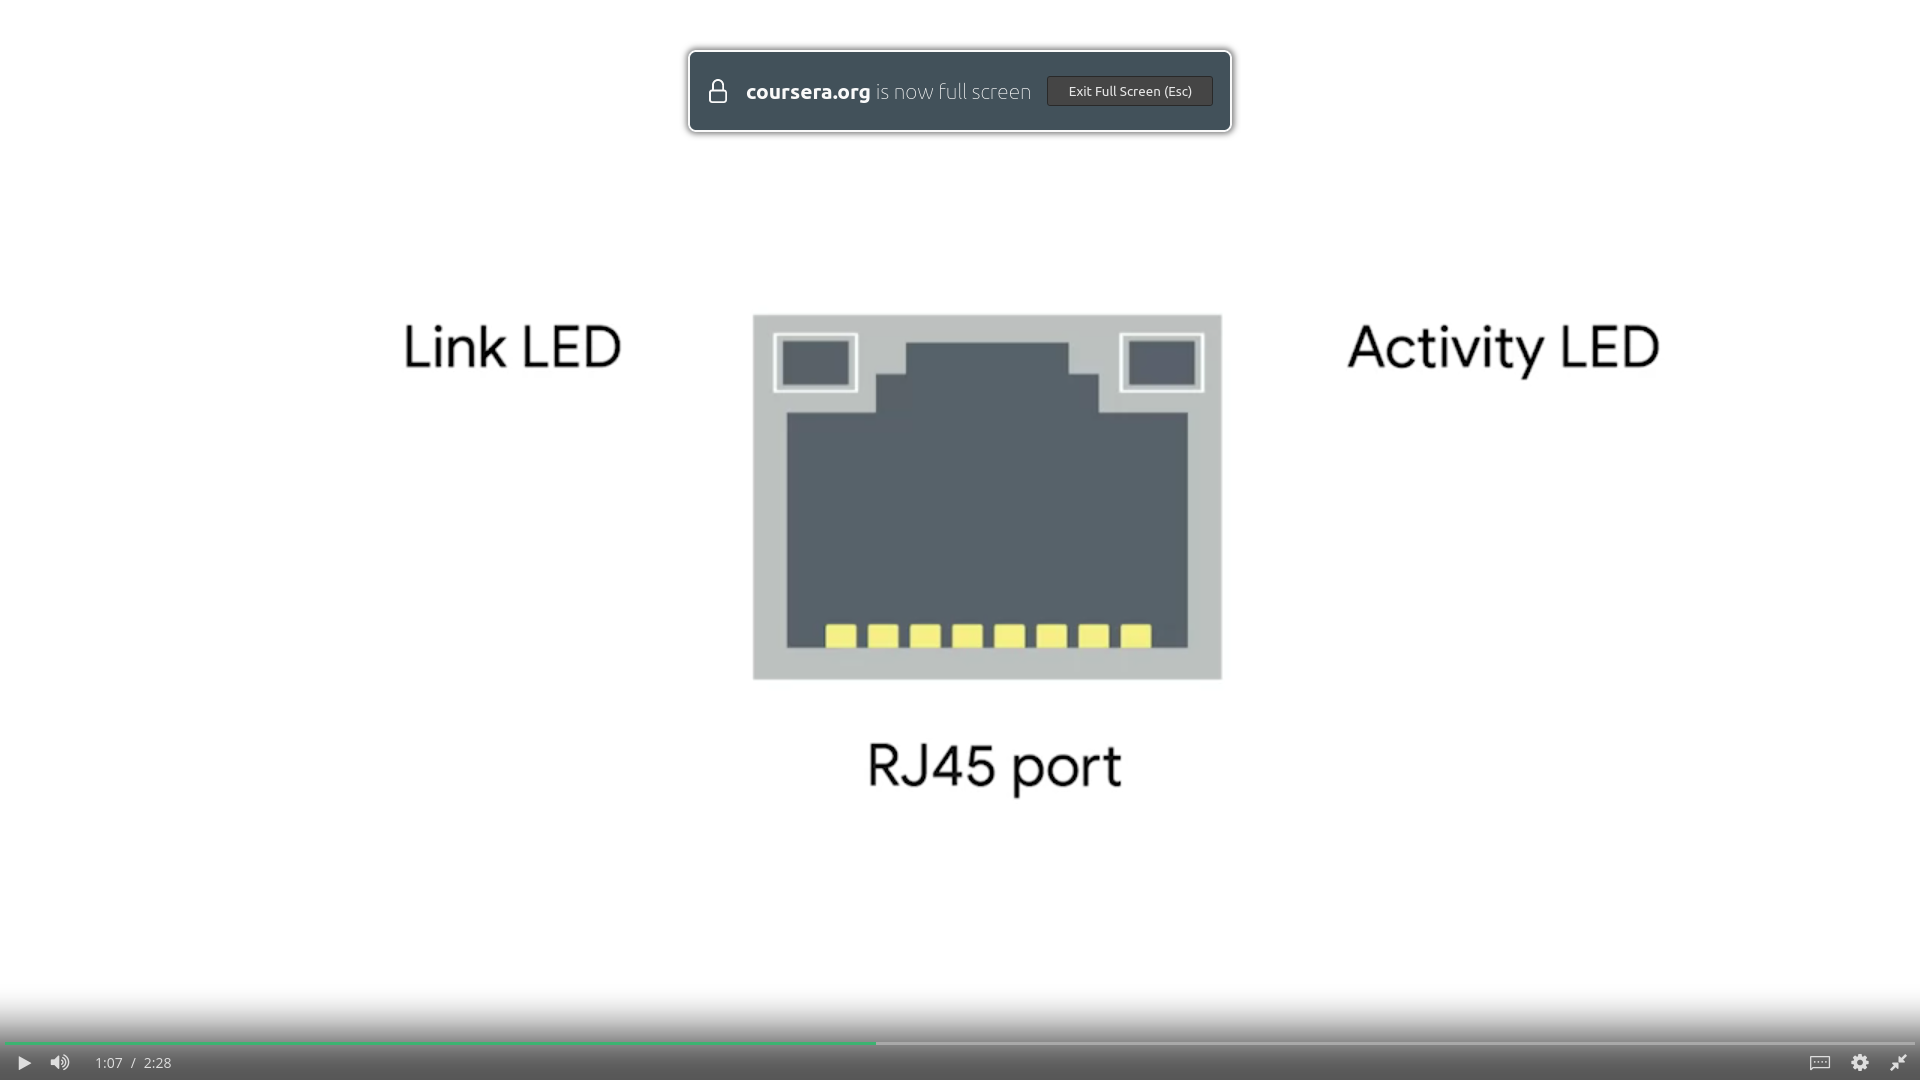 coursera.org is now full screen Exit Full Screen (Esc)
Link LED Activity LED
RJ45 port
1:07 / 2:28